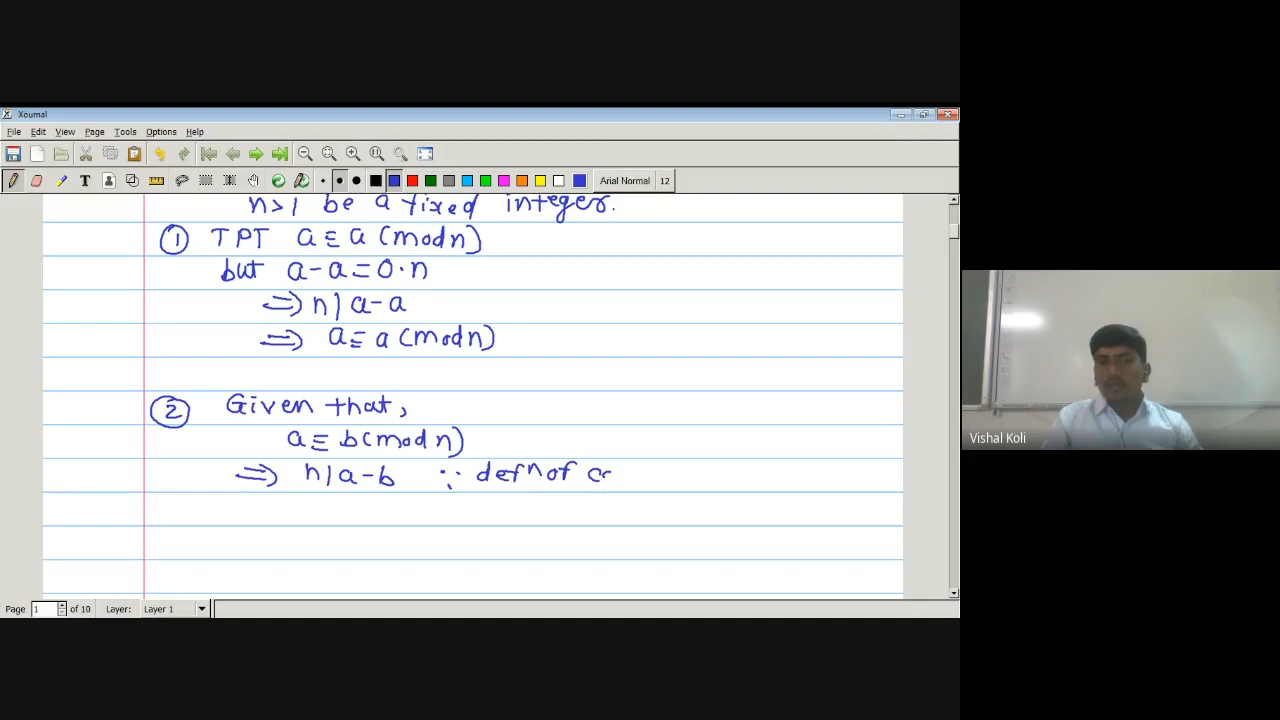 Xournal
File Edit View Page Tools Options Help
T
Arial Normal 12
n>1 be a fixed integer.
① TPT a ≡ a (mod n)
but a - a = 0·n
⟹ n | a - a
⟹ a ≡ a (mod n)
② Given that,
a ≡ b (mod n)
⟹ n | a - b ∵ defn of
Page 1 of 10 Layer: Layer 1
Vishal Koli